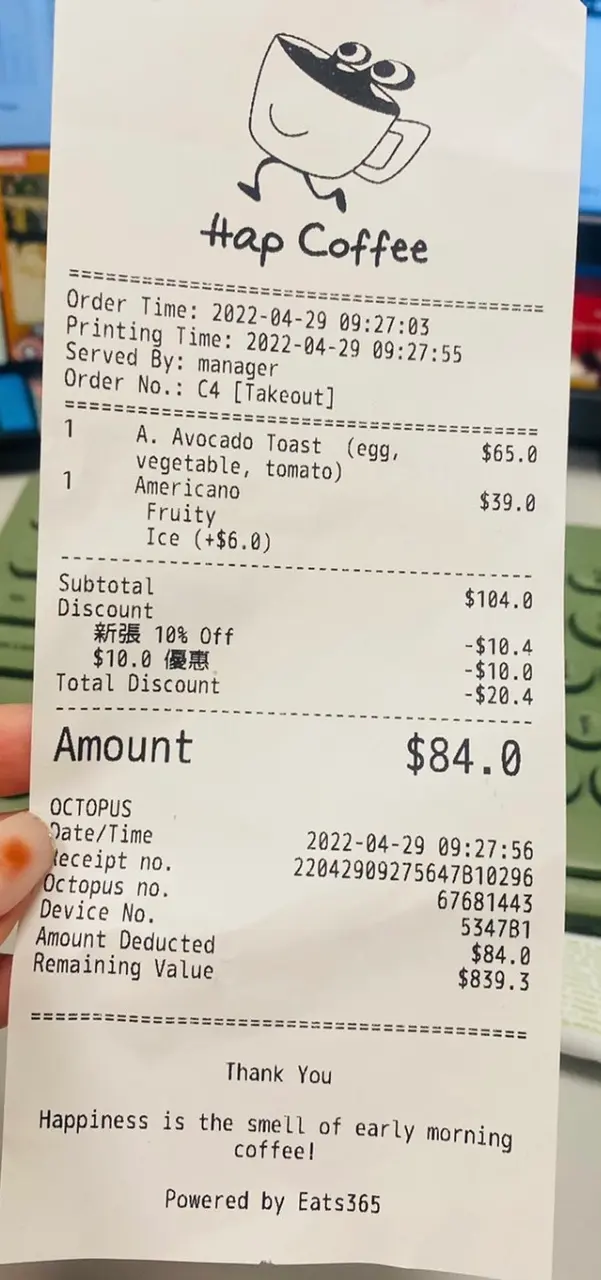 Hap Coffee
========================================
Order Time: 2022-04-29 09:27:03
Printing Time: 2022-04-29 09:27:55
Served By: manager
Order No.: C4 [Takeout]
========================================
1 A. Avocado Toast (egg, $65.0
vegetable, tomato)
1 Americano $39.0
Fruity
Ice (+$6.0)
----------------------------------------
Subtotal $104.0
Discount
新張 10% Off -$10.4
$10.0 優惠 -$10.0
Total Discount -$20.4
----------------------------------------
Amount $84.0
OCTOPUS
Date/Time 2022-04-29 09:27:56
Receipt no. 22042909275647B10296
Octopus no. 67681443
Device No. 5347B1
Amount Deducted $84.0
Remaining Value $839.3
========================================
Thank You
Happiness is the smell of early morning
coffee!
Powered by Eats365